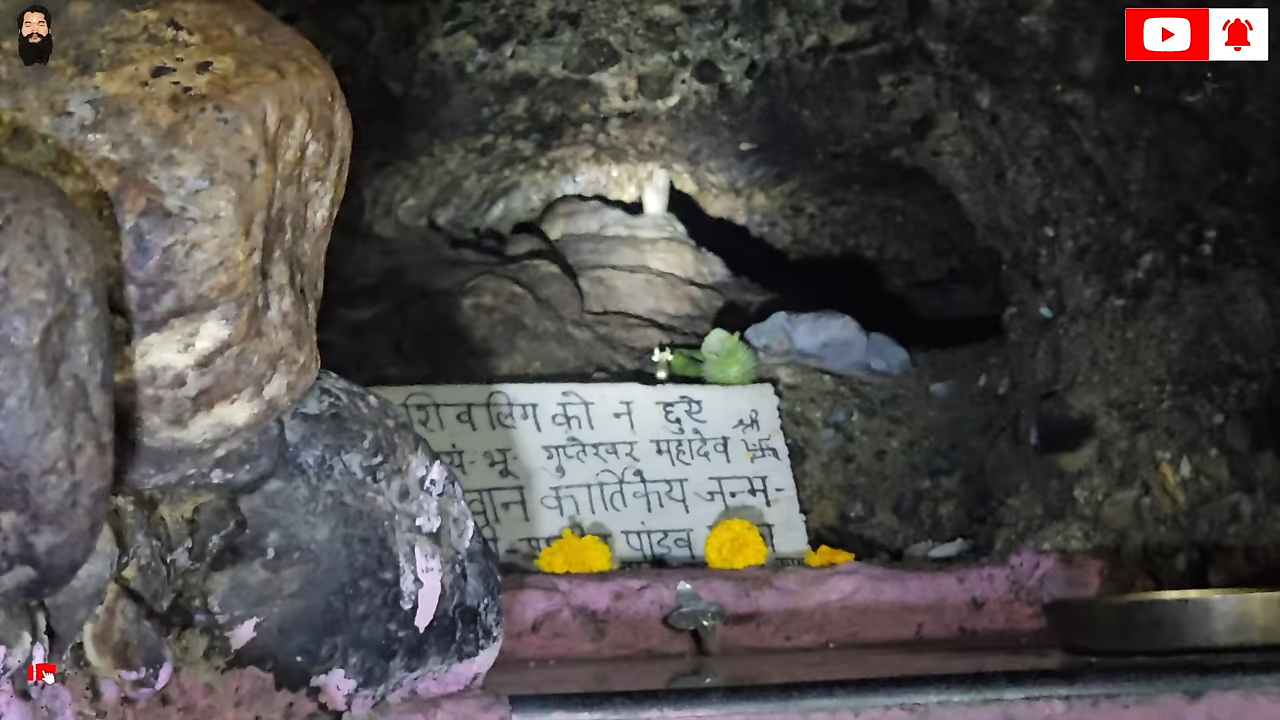 शिवलिंग को न छुऐ
यं-भू- गुप्तेश्वर महादेव श्री
वान कार्तिकेय जन्म-
पांडव